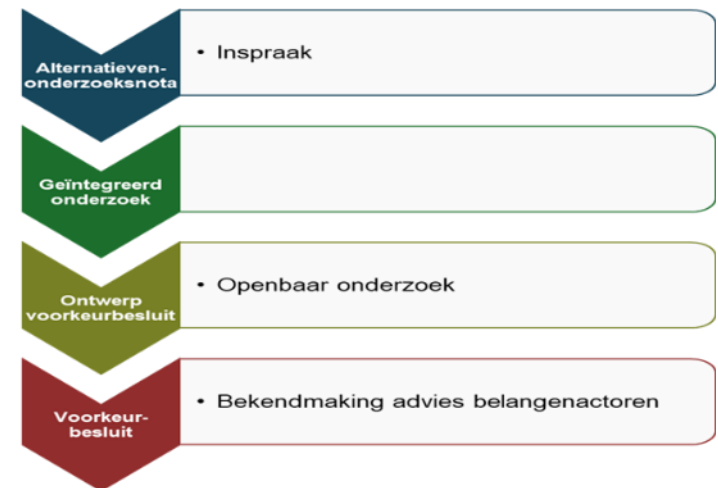 Alternatieven-
onderzoeksnota
• Inspraak
Geïntegreerd
onderzoek
Ontwerp
voorkeurbesluit
• Openbaar onderzoek
Voorkeur-
besluit
• Bekendmaking advies belangenactoren